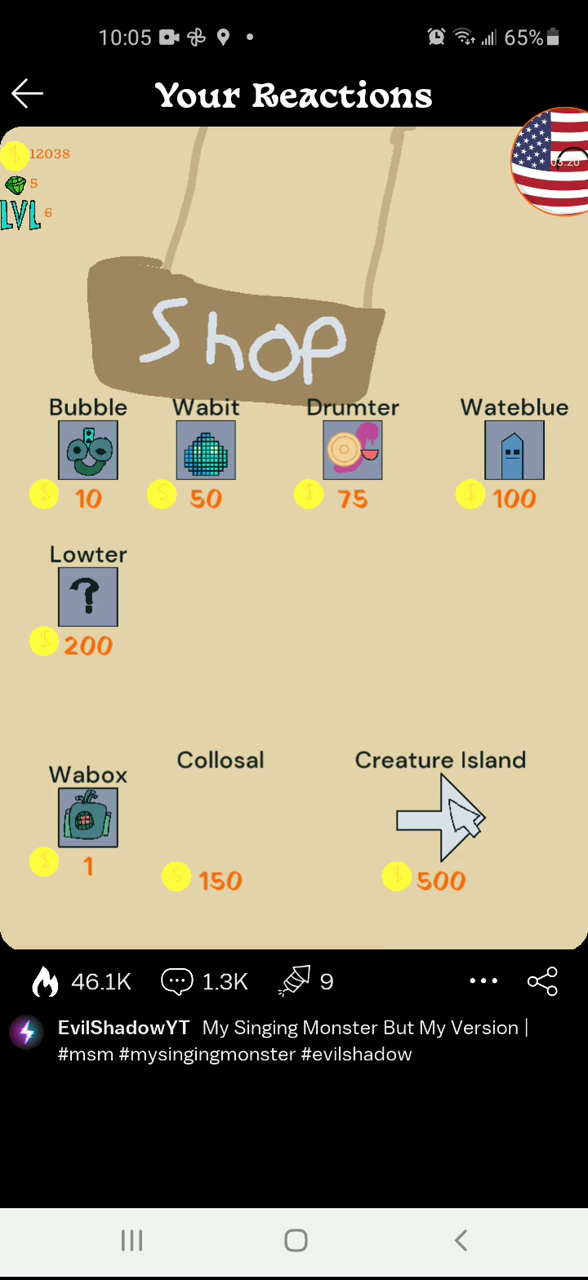 10:05
65%
Your Reactions
12038
5
LVL 6
03:20
Shop
Bubble Wabit Drumter Wateblue
$ 10 $ 50 $ 75 $ 100
Lowter
?
$ 200
Wabox Collosal Creature Island
$ 1 $ 150 $ 500
46.1K 1.3K 9
EvilShadowYT My Singing Monster But My Version |
#msm #mysingingmonster #evilshadow